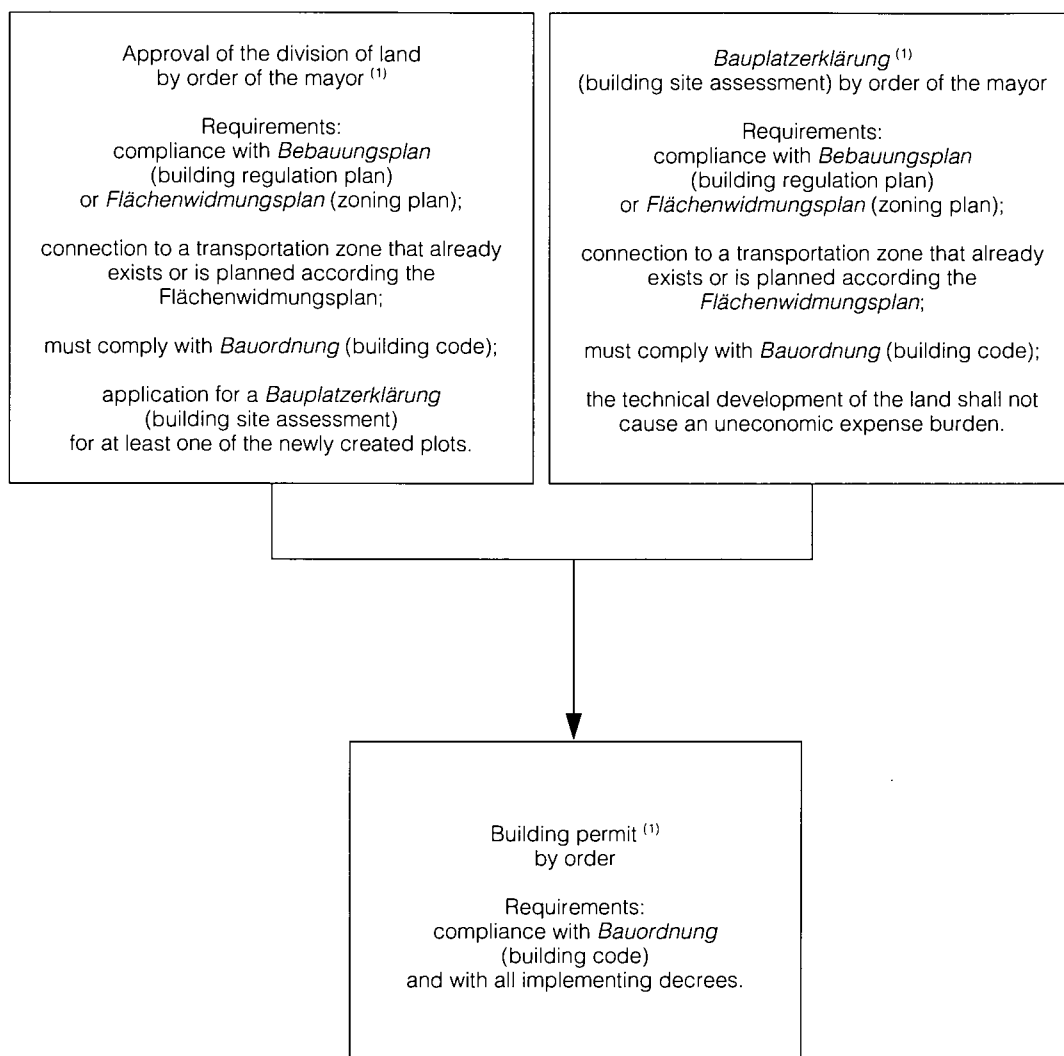 Approval of the division of land
by order of the mayor (1)
Requirements:
compliance with Bebauungsplan
(building regulation plan)
or Flächenwidmungsplan (zoning plan);
connection to a transportation zone that already
exists or is planned according the
Flächenwidmungsplan;
must comply with Bauordnung (building code);
application for a Bauplatzerklärung
(building site assessment)
for at least one of the newly created plots.
Bauplatzerklärung (1)
(building site assessment) by order of the mayor
Requirements:
compliance with Bebauungsplan
(building regulation plan)
or Flächenwidmungsplan (zoning plan);
connection to a transportation zone that already
exists or is planned according the
Flächenwidmungsplan;
must comply with Bauordnung (building code);
the technical development of the land shall not
cause an uneconomic expense burden.
Building permit (1)
by order
Requirements:
compliance with Bauordnung
(building code)
and with all implementing decrees.